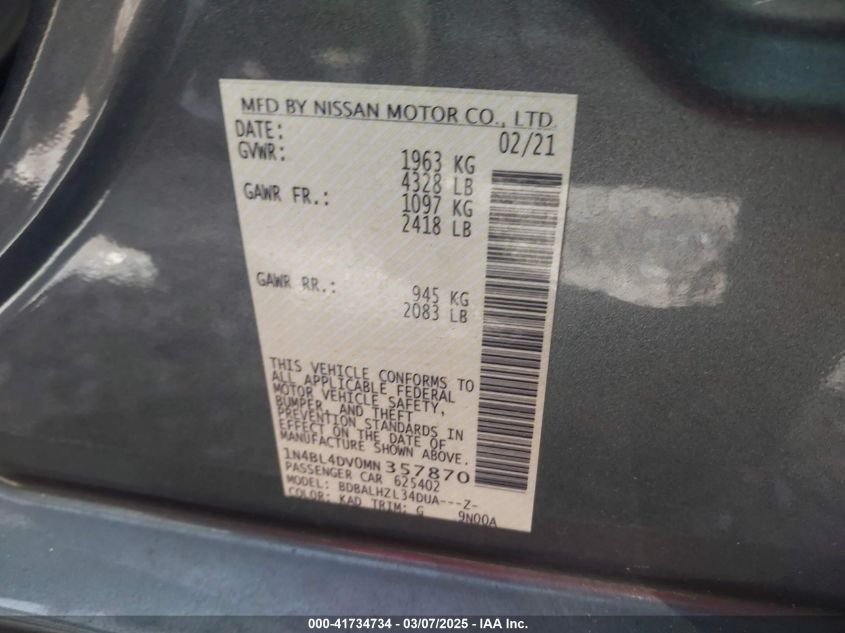 MFD BY NISSAN MOTOR CO., LTD.
DATE: 02/21
GVWR: 1963 KG
4328 LB
GAWR FR.: 1097 KG
2418 LB
GAWR RR.: 945 KG
2083 LB
THIS VEHICLE CONFORMS TO
ALL APPLICABLE FEDERAL
MOTOR VEHICLE SAFETY,
BUMPER, AND THEFT
PREVENTION STANDARDS IN
EFFECT ON THE DATE OF
MANUFACTURE SHOWN ABOVE.
1N4BL4DV0MN357870
PASSENGER CAR 625402
MODEL: BDBALHZL34DUA---Z-
COLOR: KAD TRIM: G 9N00A
000-41734734 - 03/07/2025 - IAA Inc.